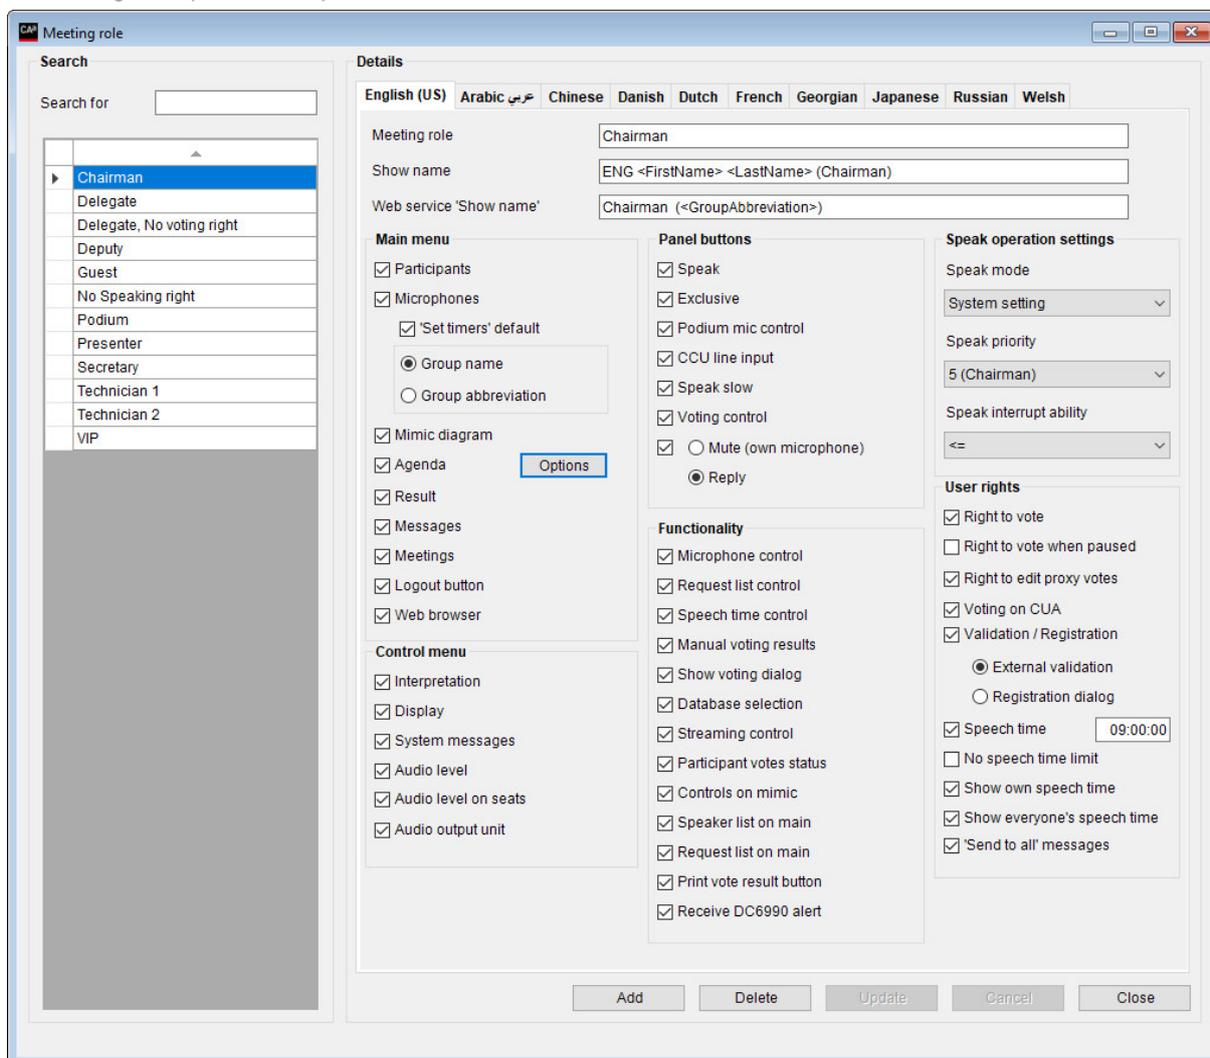 CAA Meeting role
Search
Search for
Chairman
Delegate
Delegate, No voting right
Deputy
Guest
No Speaking right
Podium
Presenter
Secretary
Technician 1
Technician 2
VIP
Details
English (US) Arabic عربي Chinese Danish Dutch French Georgian Japanese Russian Welsh
Meeting role Chairman
Show name ENG <FirstName> <LastName> (Chairman)
Web service 'Show name' Chairman (<GroupAbbreviation>)
Main menu
Participants
Microphones
'Set timers' default
Group name
Group abbreviation
Mimic diagram
Agenda Options
Result
Messages
Meetings
Logout button
Web browser
Control menu
Interpretation
Display
System messages
Audio level
Audio level on seats
Audio output unit
Panel buttons
Speak
Exclusive
Podium mic control
CCU line input
Speak slow
Voting control
Mute (own microphone)
Reply
Functionality
Microphone control
Request list control
Speech time control
Manual voting results
Show voting dialog
Database selection
Streaming control
Participant votes status
Controls on mimic
Speaker list on main
Request list on main
Print vote result button
Receive DC6990 alert
Speak operation settings
Speak mode
System setting
Speak priority
5 (Chairman)
Speak interrupt ability
<=
User rights
Right to vote
Right to vote when paused
Right to edit proxy votes
Voting on CUA
Validation / Registration
External validation
Registration dialog
Speech time 09:00:00
No speech time limit
Show own speech time
Show everyone's speech time
'Send to all' messages
Add Delete Update Cancel Close